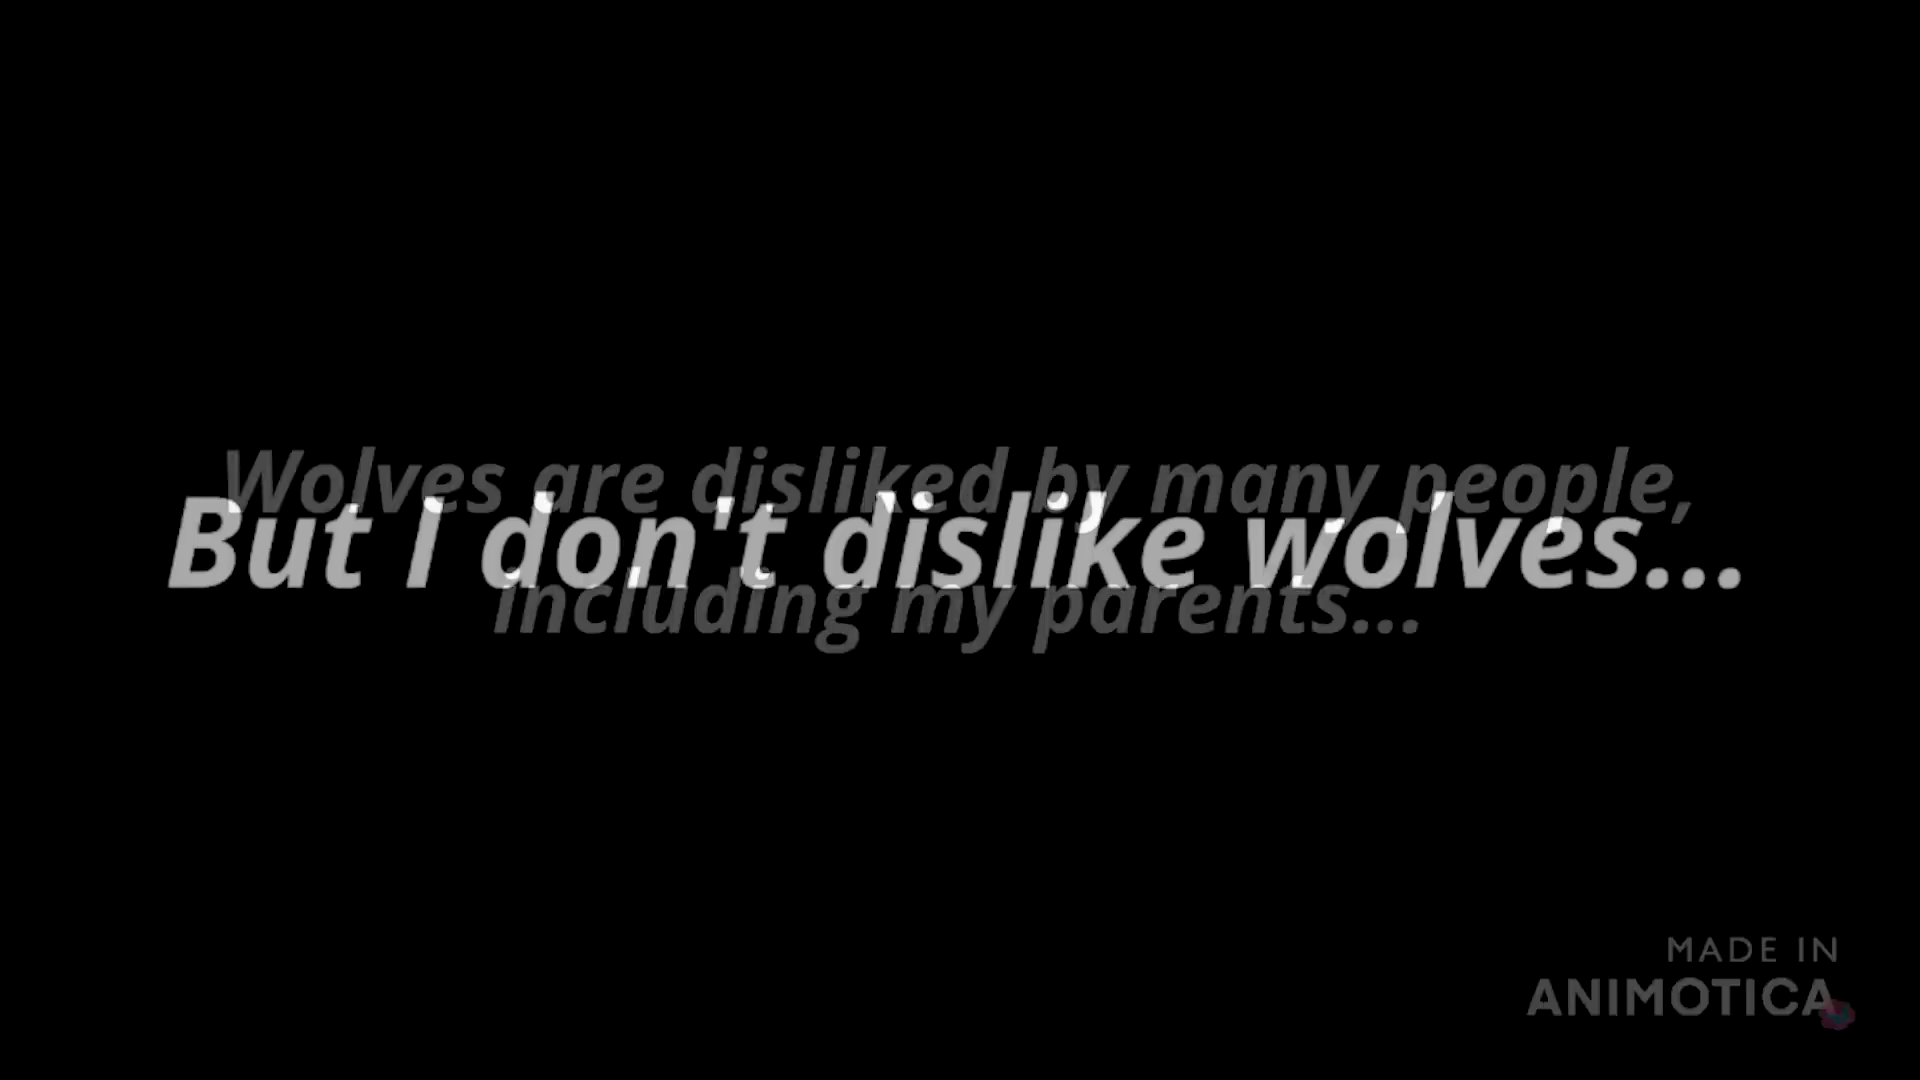 Wolves are disliked by many people,
But I don't dislike wolves...
including my parents...
MADE IN
ANIMOTICA